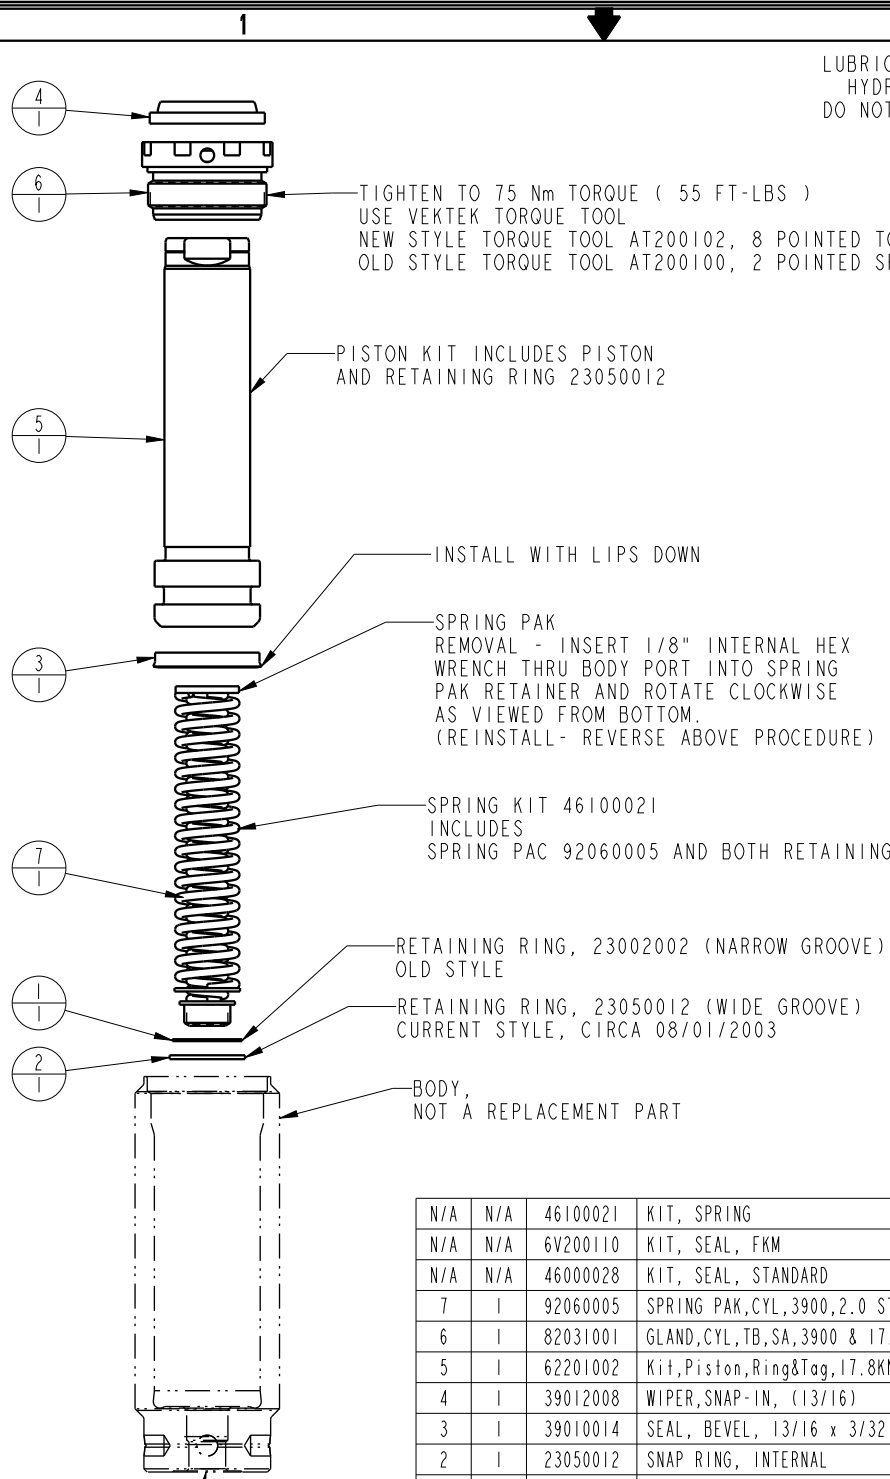 1
LUBRIC
HYDR
DO NOT
4
1
6
1
TIGHTEN TO 75 Nm TORQUE ( 55 FT-LBS )
USE VEKTEK TORQUE TOOL
NEW STYLE TORQUE TOOL AT200102, 8 POINTED TO
OLD STYLE TORQUE TOOL AT200100, 2 POINTED
PISTON KIT INCLUDES PISTON
AND RETAINING RING 23050012
5
1
INSTALL WITH LIPS DOWN
SPRING PAK
REMOVAL - INSERT 1/8" INTERNAL HEX
WRENCH THRU BODY PORT INTO SPRING
PAK RETAINER AND ROTATE CLOCKWISE
AS VIEWED FROM BOTTOM.
(REINSTALL- REVERSE ABOVE PROCEDURE)
3
1
SPRING KIT 46100021
INCLUDES
SPRING PAC 92060005 AND BOTH RETAINING
7
1
RETAINING RING, 23002002 (NARROW GROOVE)
OLD STYLE
1
1
RETAINING RING, 23050012 (WIDE GROOVE)
CURRENT STYLE, CIRCA 08/01/2003
2
1
BODY,
NOT A REPLACEMENT PART
N/A N/A 46100021 KIT, SPRING
N/A N/A 6V200110 KIT, SEAL, FKM
N/A N/A 46000028 KIT, SEAL, STANDARD
7 1 92060005 SPRING PAK,CYL,3900,2.0 ST
6 1 82031001 GLAND,CYL,TB,SA,3900 & 17.
5 1 62201002 Kit,Piston,Ring&Tag,17.8KN
4 1 39012008 WIPER,SNAP-IN, (13/16)
3 1 39010014 SEAL, BEVEL, 13/16 x 3/32
2 1 23050012 SNAP RING, INTERNAL